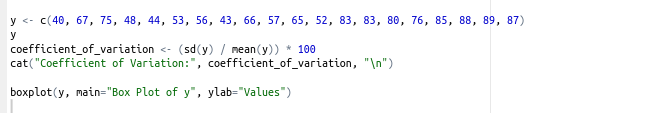 y <- c(40, 67, 75, 48, 44, 53, 56, 43, 66, 57, 65, 52, 83, 83, 80, 76, 85, 88, 89, 87)
y
coefficient_of_variation <- (sd(y) / mean(y)) * 100
cat("Coefficient of Variation:", coefficient_of_variation, "\n")
boxplot(y, main="Box Plot of y", ylab="Values")